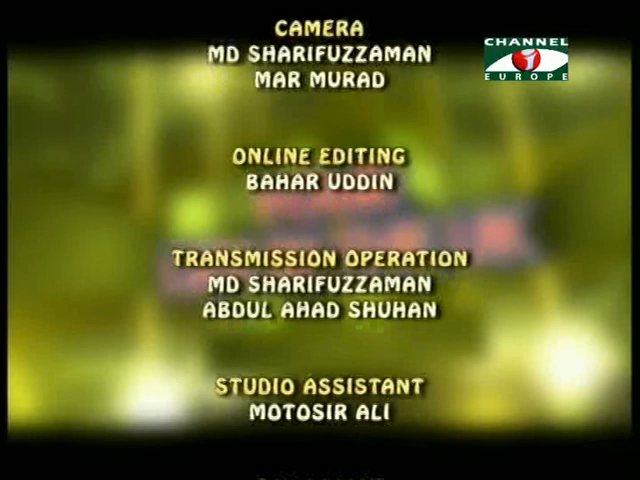 CAMERA
MD SHARIFUZZAMAN
MAR MURAD
CHANNEL
i
EUROPE
ONLINE EDITING
BAHAR UDDIN
TRANSMISSION OPERATION
MD SHARIFUZZAMAN
ABDUL AHAD SHUHAN
STUDIO ASSISTANT
MOTOSIR ALI